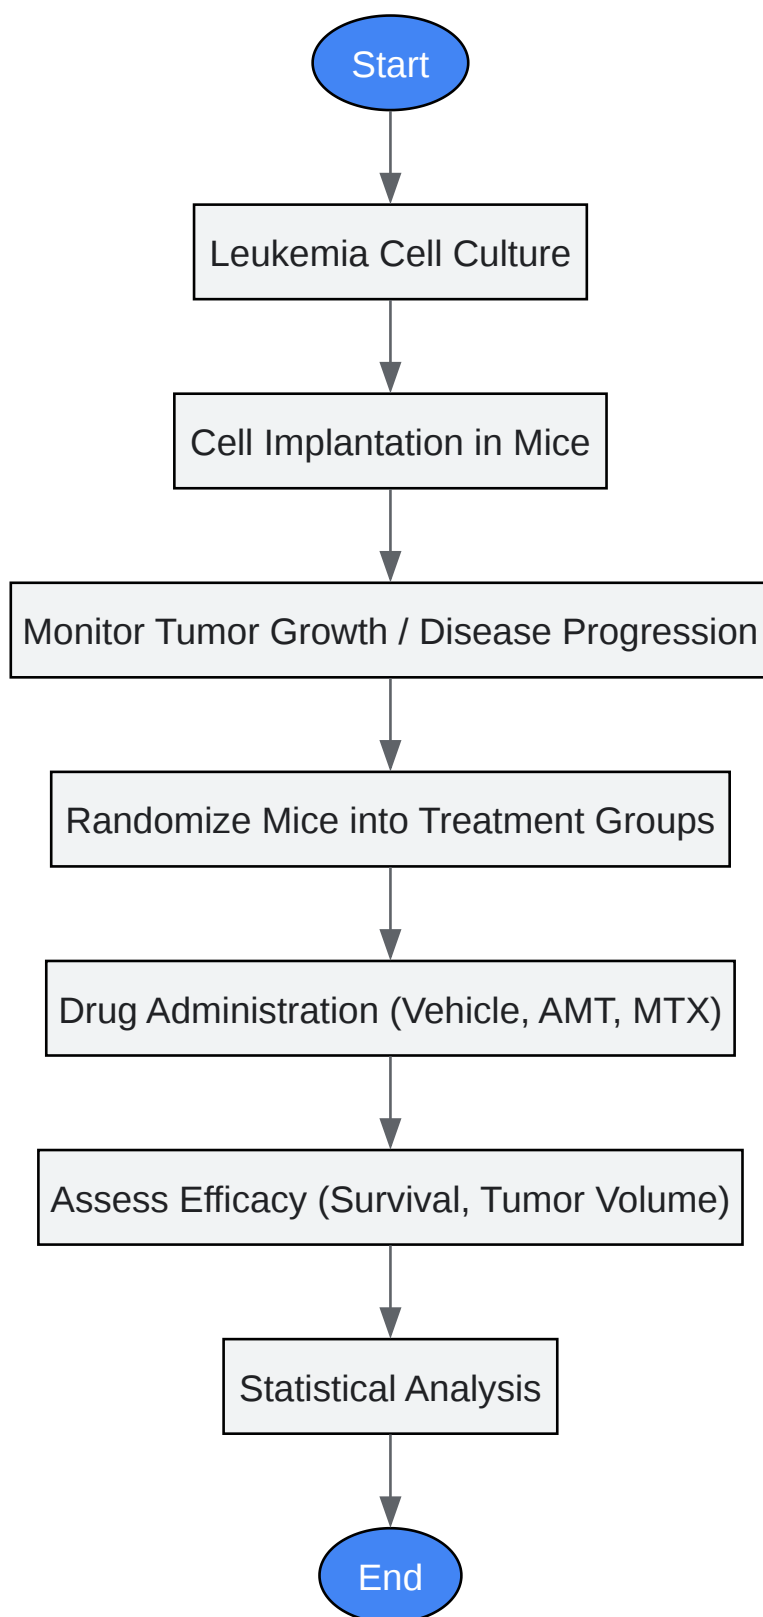 Start
Leukemia Cell Culture
Cell Implantation in Mice
Monitor Tumor Growth / Disease Progression
Randomize Mice into Treatment Groups
Drug Administration (Vehicle, AMT, MTX)
Assess Efficacy (Survival, Tumor Volume)
Statistical Analysis
End